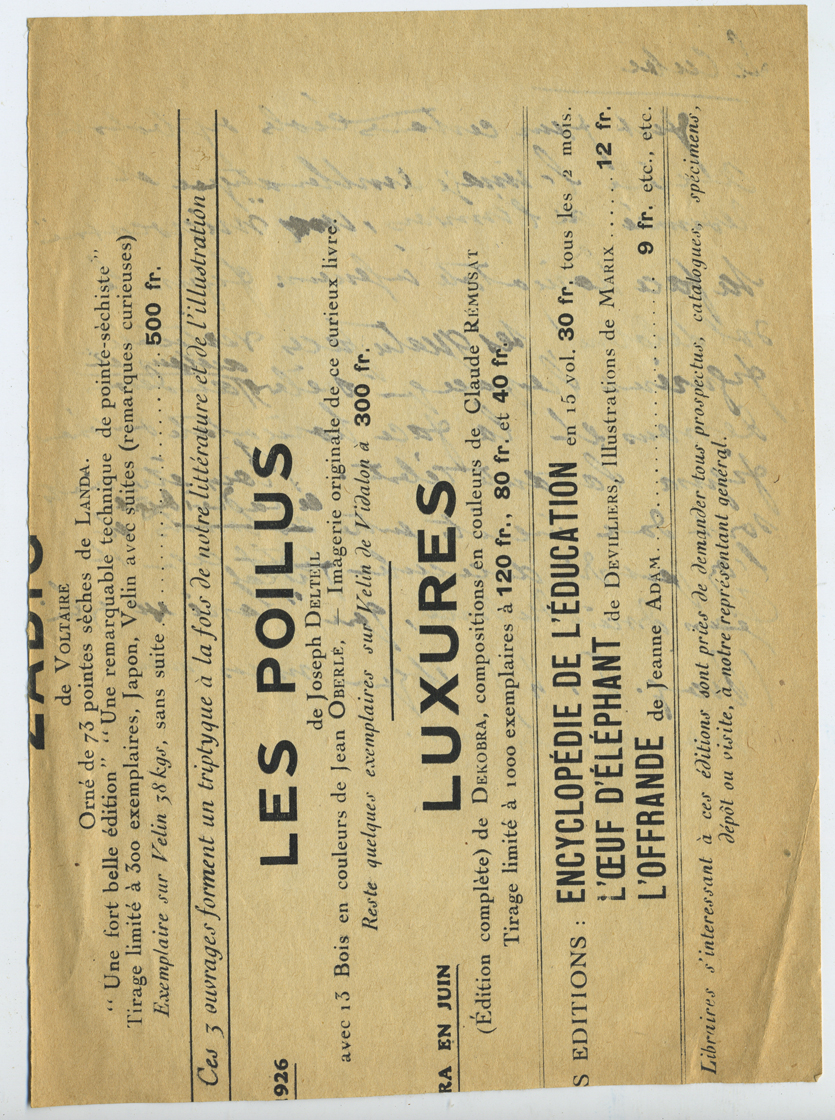 ZADIG
de VOLTAIRE
Orné de 73 pointes sèches de LANDA.
“ Une fort belle édition ” “ Une remarquable technique de pointe-séchiste ”
Tirage limité à 300 exemplaires, Japon, Velin avec suites (remarques curieuses)
Exemplaire sur Velin 38 kgs, sans suite ........................ 500 fr.
Ces 3 ouvrages forment un triptyque à la fois de notre littérature et de l'illustration
1926
LES POILUS
de Joseph DELTEIL
avec 13 Bois en couleurs de Jean OBERLÉ, — Imagerie originale de ce curieux livre.
Reste quelques exemplaires sur Velin de Vidalon à 300 fr.
RA EN JUIN
LUXURES
(Édition complète) de DEKOBRA, compositions en couleurs de Claude RÉMUSAT
Tirage limité à 1000 exemplaires à 120 fr., 80 fr. et 40 fr.
S EDITIONS : ENCYCLOPÉDIE DE L'ÉDUCATION en 15 vol. 30 fr. tous les 2 mois.
L'ŒUF D'ÉLÉPHANT de DEVILLIERS, Illustrations de MARIX ...... 12 fr.
L'OFFRANDE de Jeanne ADAM ........................ 9 fr. etc., etc.
Libraires s'interessant à ces éditions sont priés de demander tous prospectus, catalogues, spécimens,
dépôt ou visite, à notre représentant général.